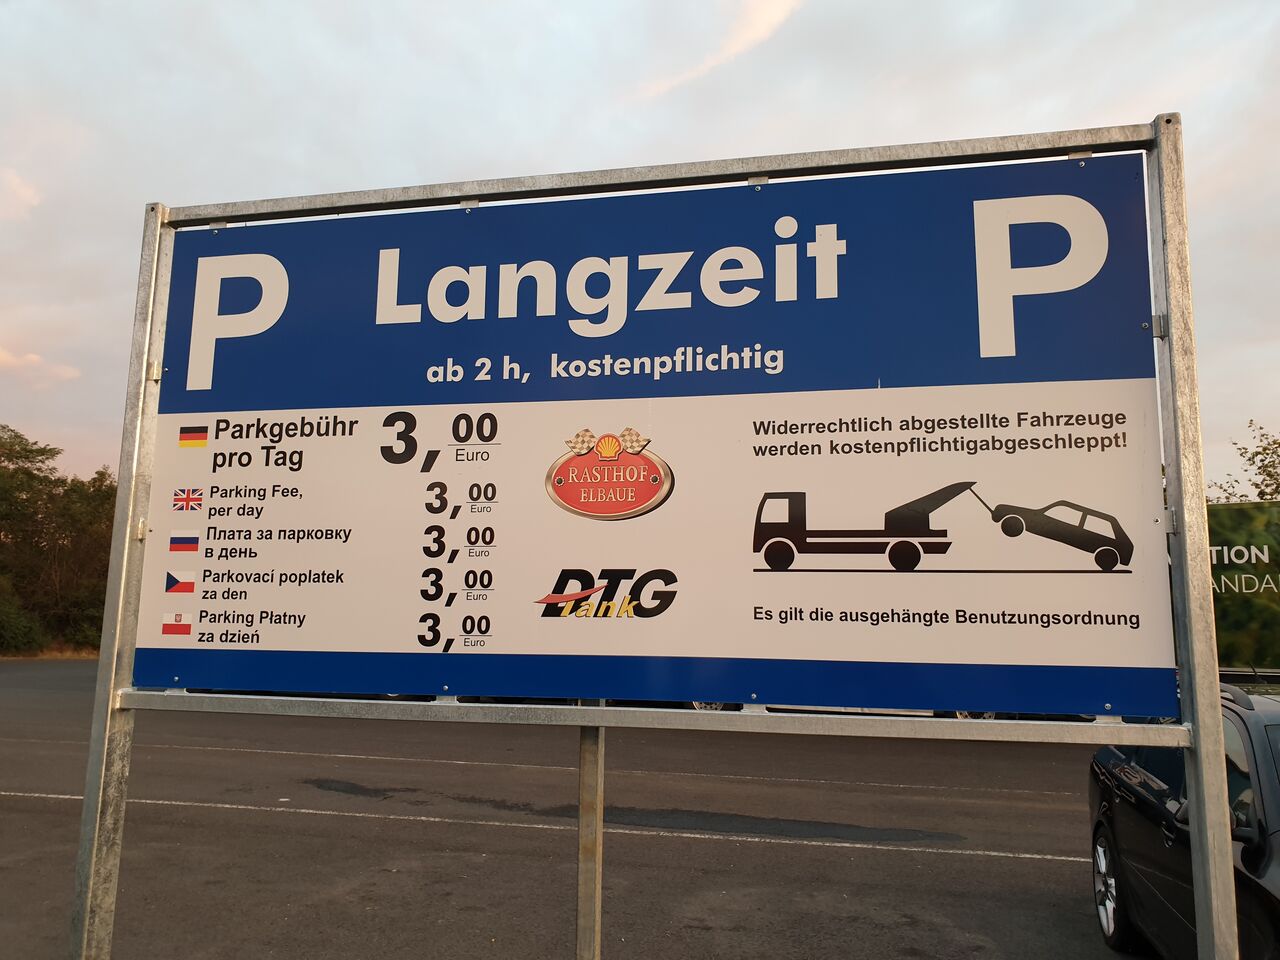 P Langzeit P
ab 2 h, kostenpflichtig
Parkgebühr
pro Tag
3,00
Euro
Parking Fee,
per day
3,00
Euro
Плата за парковку
в день
3,00
Euro
Parkovací poplatek
za den
3,00
Euro
Parking Płatny
za dzień
3,00
Euro
RASTHOF
ELBAUE
DTG
Tank
Widerrechtlich abgestellte Fahrzeuge
werden kostenpflichtigabgeschleppt!
Es gilt die ausgehängte Benutzungsordnung
TION
ANDA